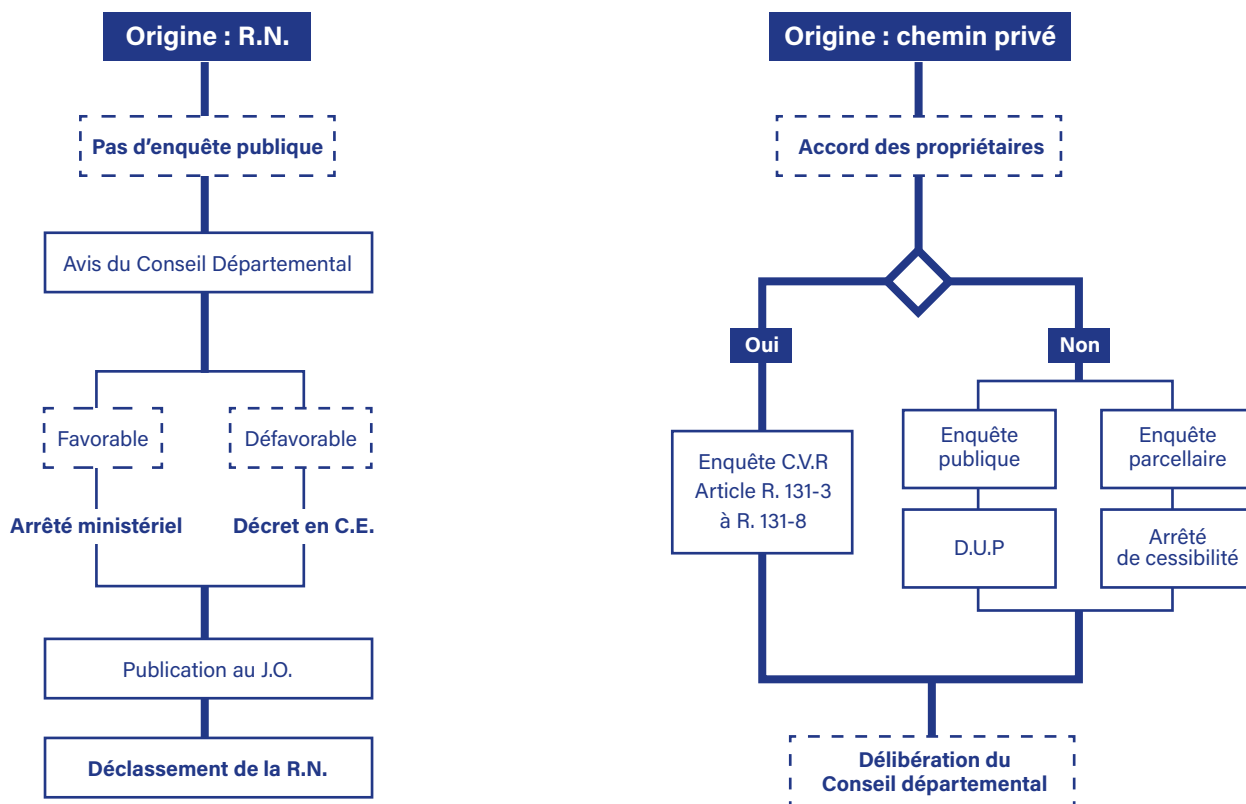 Origine : R.N.
Pas d'enquête publique
Avis du Conseil Départemental
Favorable
Défavorable
Arrêté ministériel
Décret en C.E.
Publication au J.O.
Déclassement de la R.N.
Origine : chemin privé
Accord des propriétaires
Oui
Non
Enquête C.V.R
Article R. 131-3
à R. 131-8
Enquête
publique
Enquête
parcellaire
D.U.P
Arrêté
de cessibilité
Délibération du
Conseil départemental